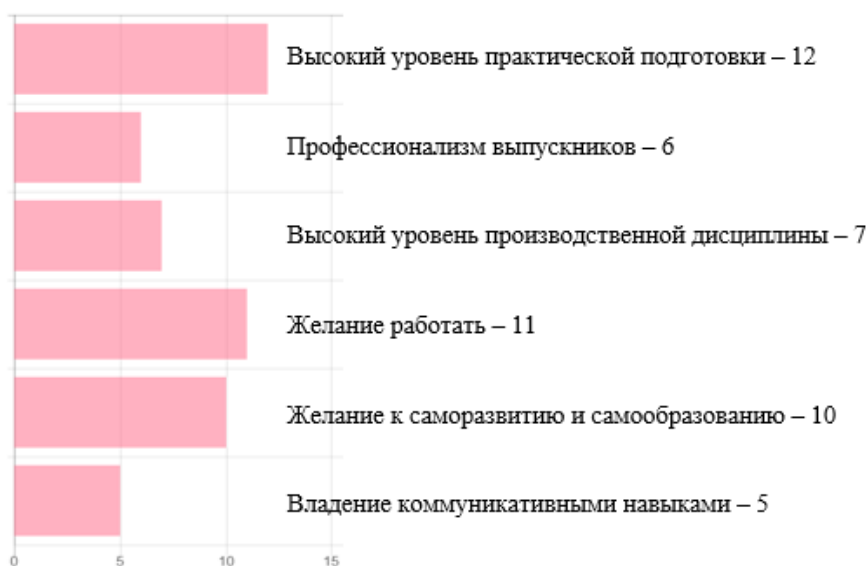 Высокий уровень практической подготовки – 12
Профессионализм выпускников – 6
Высокий уровень производственной дисциплины – 7
Желание работать – 11
Желание к саморазвитию и самообразованию – 10
Владение коммуникативными навыками – 5
0 5 10 15